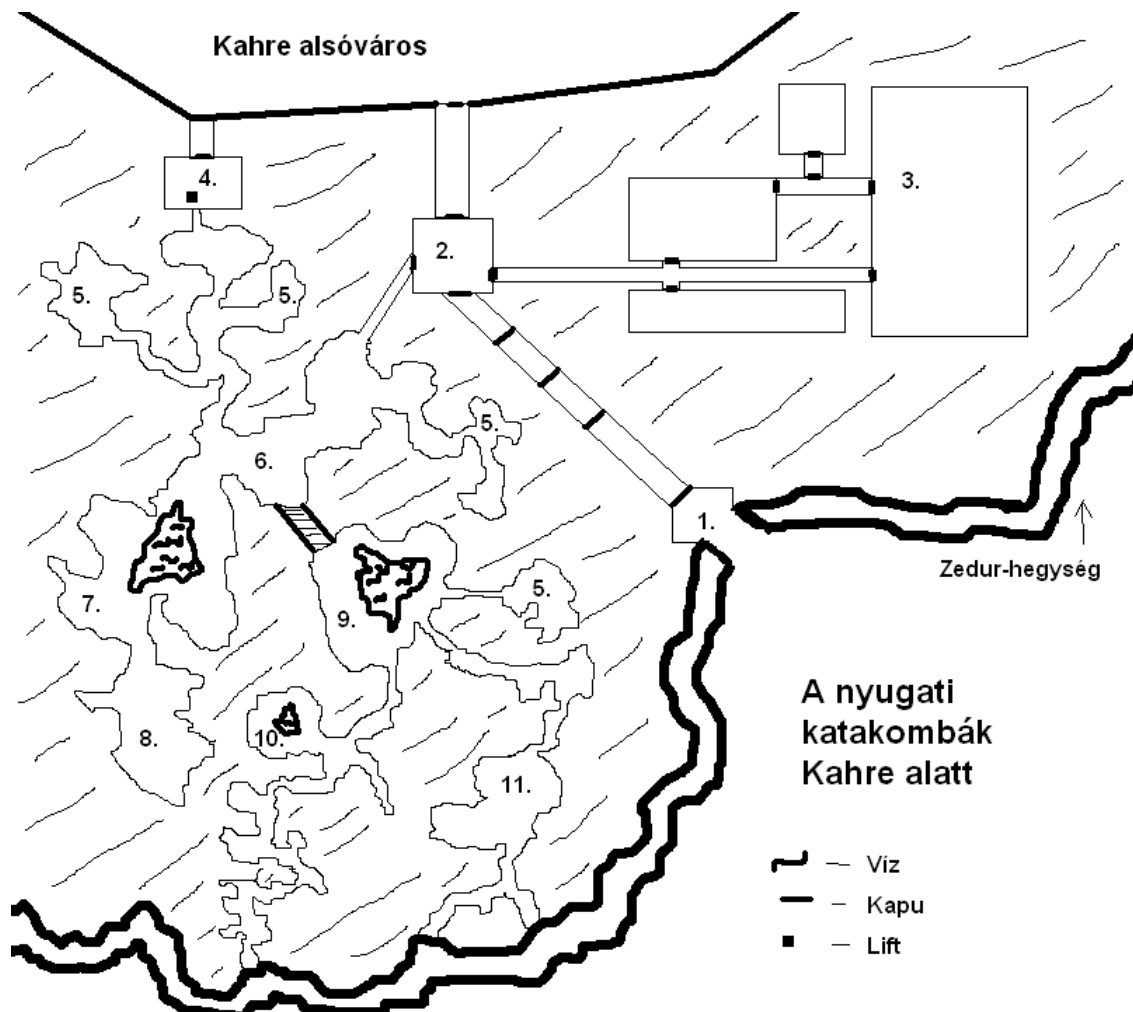 Kahre alsóváros
4.
3.
2.
5.
5.
5.
6.
1.
Zedur-hegység
7.
5.
9.
A nyugati
katakombák
Kahre alatt
10.
8.
11.
– Víz
– Kapu
– Lift